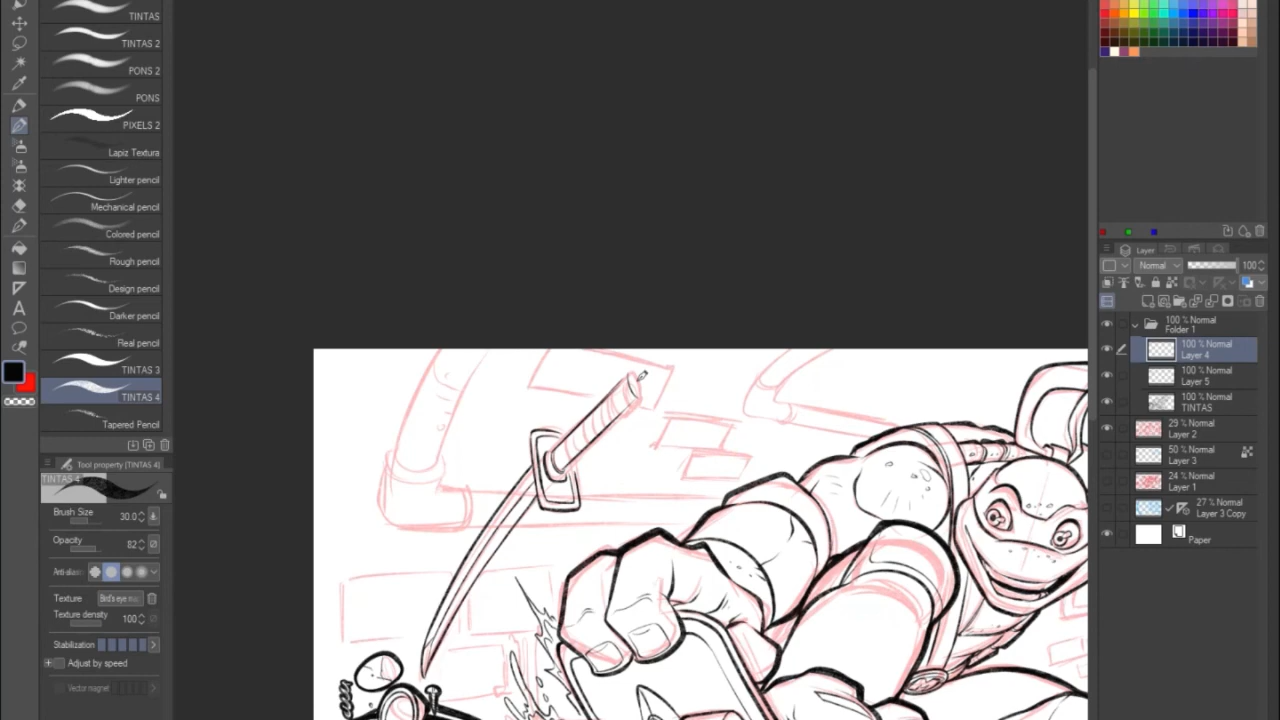 TINTAS
TINTAS 2
PONS 2
PONS
PIXELS 2
Lapiz Textura
Lighter pencil
Mechanical pencil
Colored pencil
Rough pencil
Design pencil
Darker pencil
Real pencil
TINTAS 3
TINTAS 4
Tapered Pencil
Tool property [TINTAS 4]
TINTAS 4
Brush Size 30.0
Opacity 82
Texture Bird's eye
Texture density 100
Stabilization
Adjust by speed
Vector magnet
Layer
Normal 100
100 % Normal
Folder 1
100 % Normal
Layer 4
100 % Normal
Layer 5
100 % Normal
TINTAS
29 % Normal
Layer 2
50 % Normal
Layer 3
24 % Normal
Layer 1
27 % Normal
Layer 3 Copy
Paper